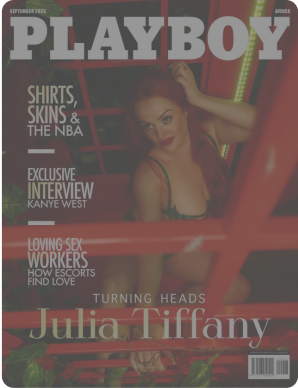 SEPTEMBER 2023
AFRICA
PLAYBOY
SHIRTS,
SKINS &
THE NBA
EXCLUSIVE
INTERVIEW
KANYE WEST
LOVING SEX
WORKERS
HOW ESCORTS
FIND LOVE
TURNING HEADS
Julia Tiffany